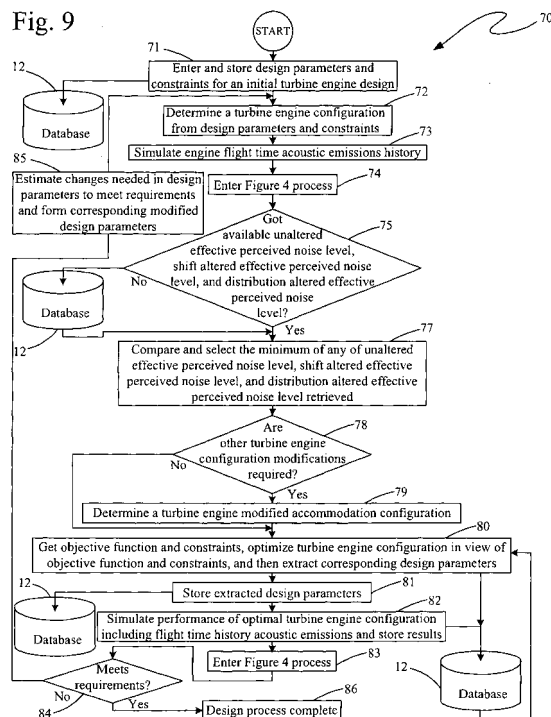 Fig. 9
START
70
71
Enter and store design parameters and
constraints for an initial turbine engine design
12
Database
72
Determine a turbine engine configuration
from design parameters and constraints
73
Simulate engine flight time acoustic emissions history
85
Estimate changes needed in design
parameters to meet requirements
and form corresponding modified
design parameters
74
Enter Figure 4 process
75
Got
available unaltered
effective perceived noise level,
shift altered effective perceived noise
level, and distribution altered effective
perceived noise
level?
No
Yes
Database
12
77
Compare and select the minimum of any of unaltered
effective perceived noise level, shift altered effective
perceived noise level, and distribution altered effective
perceived noise level retrieved
78
Are
other turbine engine
configuration modifications
required?
No
Yes
79
Determine a turbine engine modified accommodation configuration
80
Get objective function and constraints, optimize turbine engine configuration in view of
objective function and constraints, and then extract corresponding design parameters
81
Store extracted design parameters
12
Database
82
Simulate performance of optimal turbine engine configuration
including flight time history acoustic emissions and store results
83
Enter Figure 4 process
12
Database
Meets
requirements?
No
Yes
84
86
Design process complete